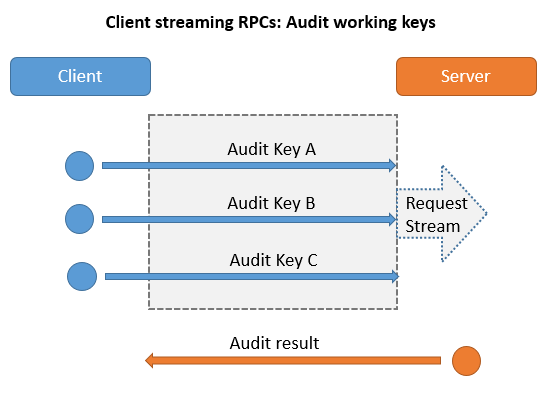 Client streaming RPCs: Audit working keys
Client
Server
Audit Key A
Audit Key B
Request
Stream
Audit Key C
Audit result